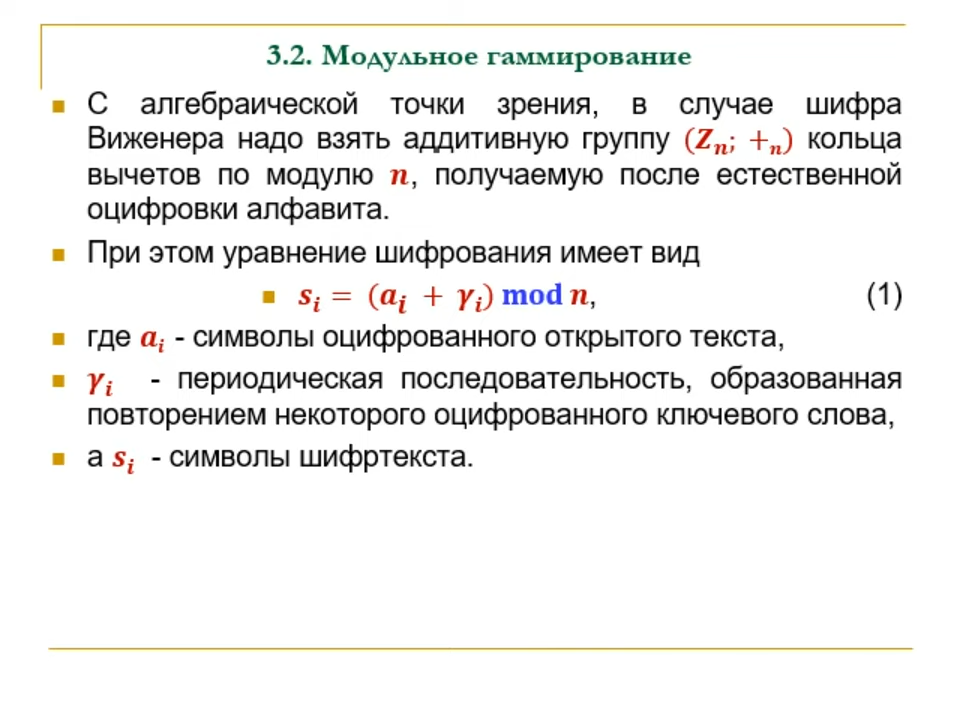 3.2. Модульное гаммирование
С алгебраической точки зрения, в случае шифра
Виженера надо взять аддитивную группу (Zₙ; +ₙ) кольца
вычетов по модулю n, получаемую после естественной
оцифровки алфавита.
При этом уравнение шифрования имеет вид
sᵢ = (aᵢ + γᵢ) mod n, (1)
где aᵢ - символы оцифрованного открытого текста,
γᵢ - периодическая последовательность, образованная
повторением некоторого оцифрованного ключевого слова,
а sᵢ - символы шифртекста.